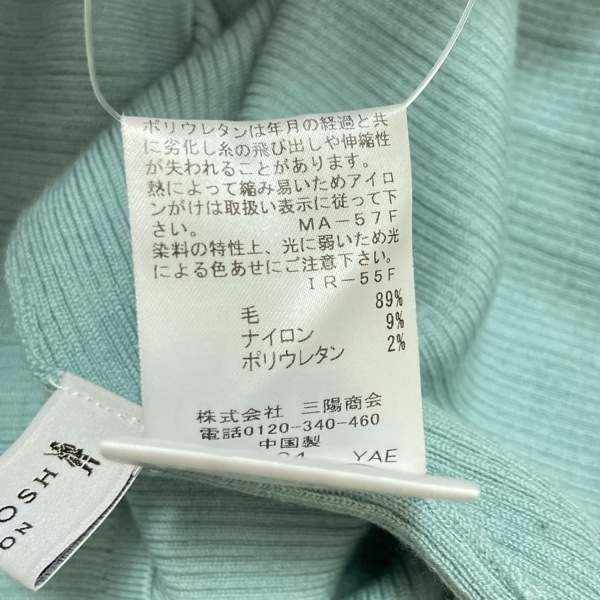 ポリウレタンは年月の経過と共
に劣化し糸の飛び出しや伸縮性
が失われることがあります。
熱によって縮み易いためアイロ
ンがけは取扱い表示に従って下
さい。 MA-57F
染料の特性上、光に弱いため光
による色あせにご注意下さい。
IR-55F
毛 89%
ナイロン 9%
ポリウレタン 2%
株式会社 三陽商会
電話0120-340-460
中国製
YAE
OSH
ON